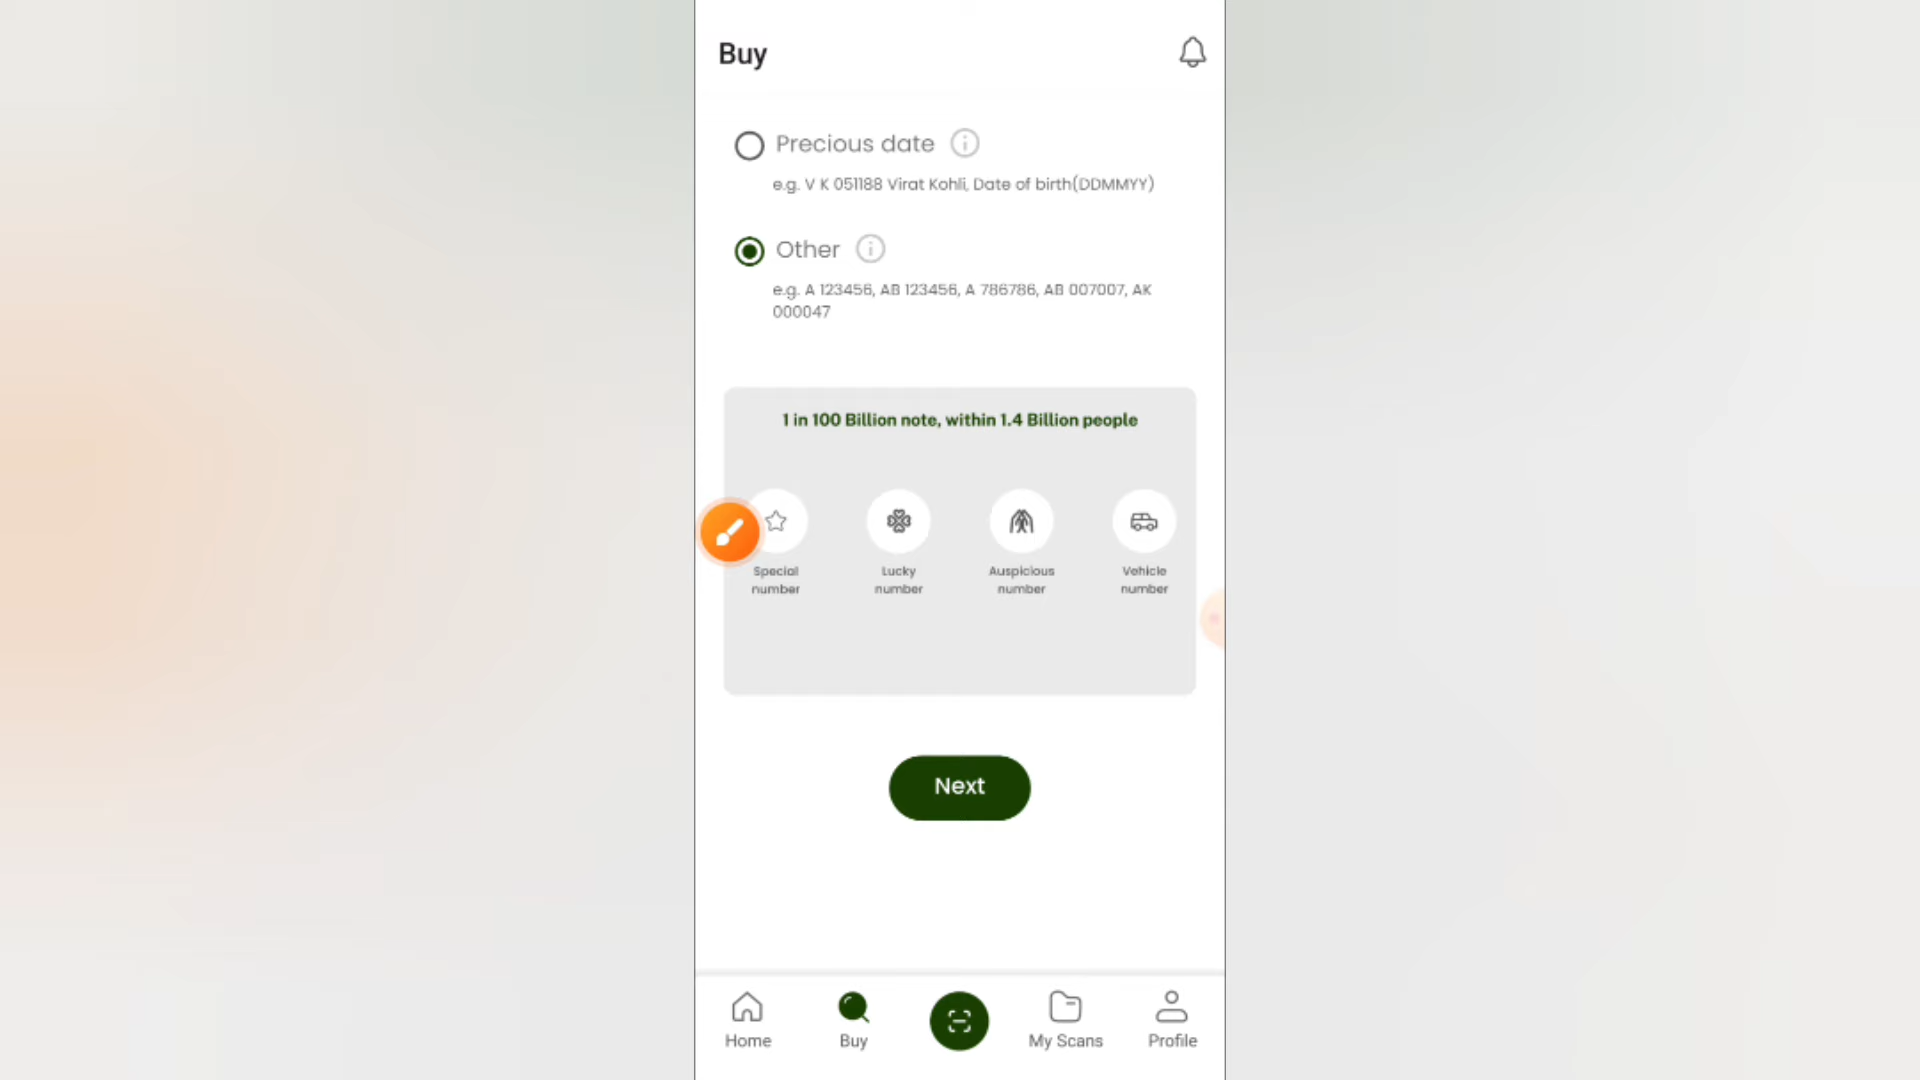 Buy
Precious date
e.g. V K 051188 Virat Kohli, Date of birth(DDMMYY)
Other
e.g. A 123456, AB 123456, A 786786, AB 007007, AK
000047
1 in 100 Billion note, within 1.4 Billion people
Special number
Lucky number
Auspicious number
Vehicle number
Next
Home
Buy
My Scans
Profile